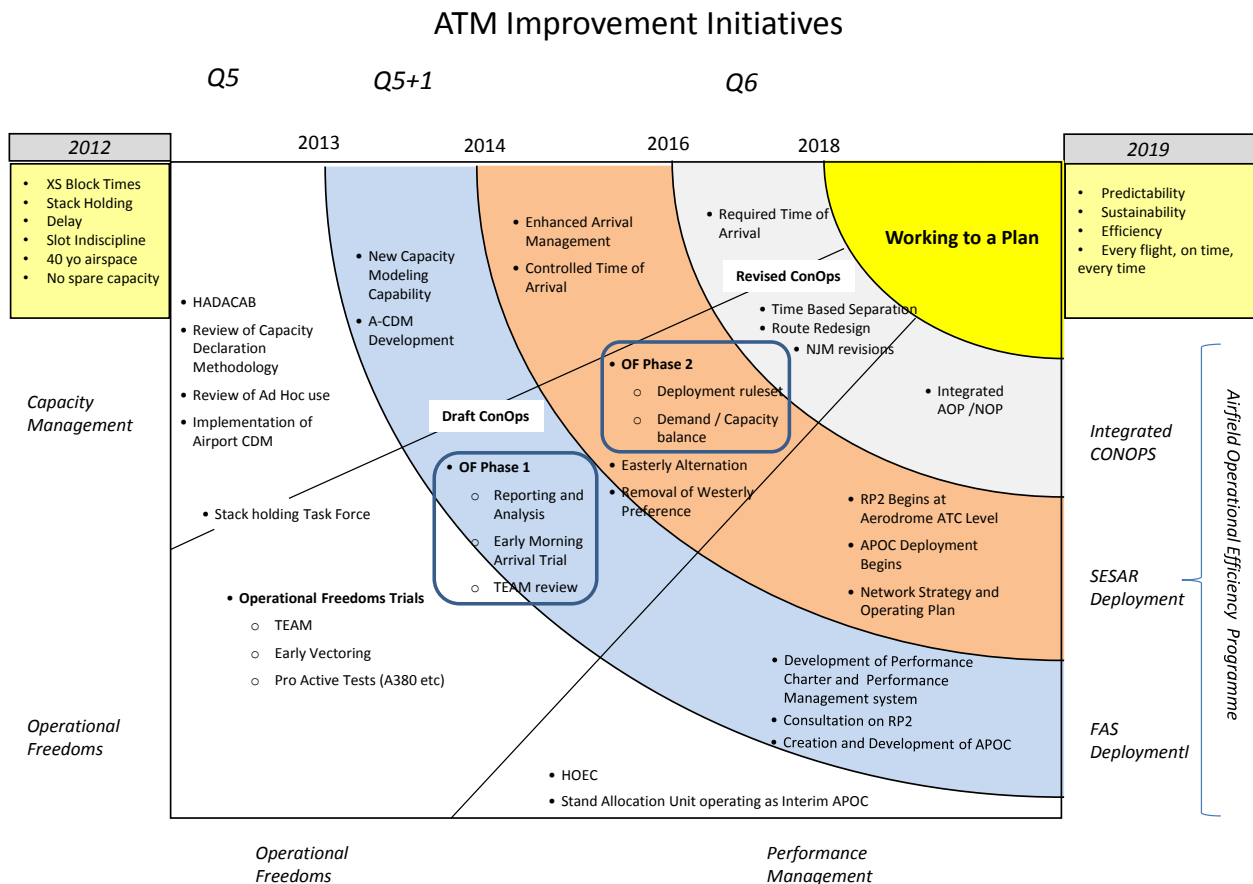 ATM Improvement Initiatives
Q5
Q5+1
Q6
2012
2013
2014
2016
2018
2019
• XS Block Times
• Stack Holding
• Delay
• Slot Indiscipline
• 40 yo airspace
• No spare capacity
• Predictability
• Sustainability
• Efficiency
• Every flight, on time,
every time
• HADACAB
• Review of Capacity
Declaration
Methodology
• Review of Ad Hoc use
• Implementation of
Airport CDM
• New Capacity
Modeling
Capability
• A-CDM
Development
• Enhanced Arrival
Management
• Controlled Time of
Arrival
• Required Time of
Arrival
Working to a Plan
Revised ConOps
• Time Based Separation
• Route Redesign
• NJM revisions
• OF Phase 2
o Deployment ruleset
o Demand / Capacity
balance
• Integrated
AOP /NOP
Capacity
Management
Draft ConOps
Integrated
CONOPS
• OF Phase 1
o Reporting and
Analysis
o Early Morning
Arrival Trial
o TEAM review
• Easterly Alternation
• Removal of Westerly
Preference
• Stack holding Task Force
• RP2 Begins at
Aerodrome ATC Level
• APOC Deployment
Begins
• Network Strategy and
Operating Plan
SESAR
Deployment
Airfield Operational Efficiency Programme
• Operational Freedoms Trials
o TEAM
o Early Vectoring
o Pro Active Tests (A380 etc)
• Development of Performance
Charter and Performance
Management system
• Consultation on RP2
• Creation and Development of APOC
Operational
Freedoms
FAS
Deploymentl
• HOEC
• Stand Allocation Unit operating as Interim APOC
Operational
Freedoms
Performance
Management